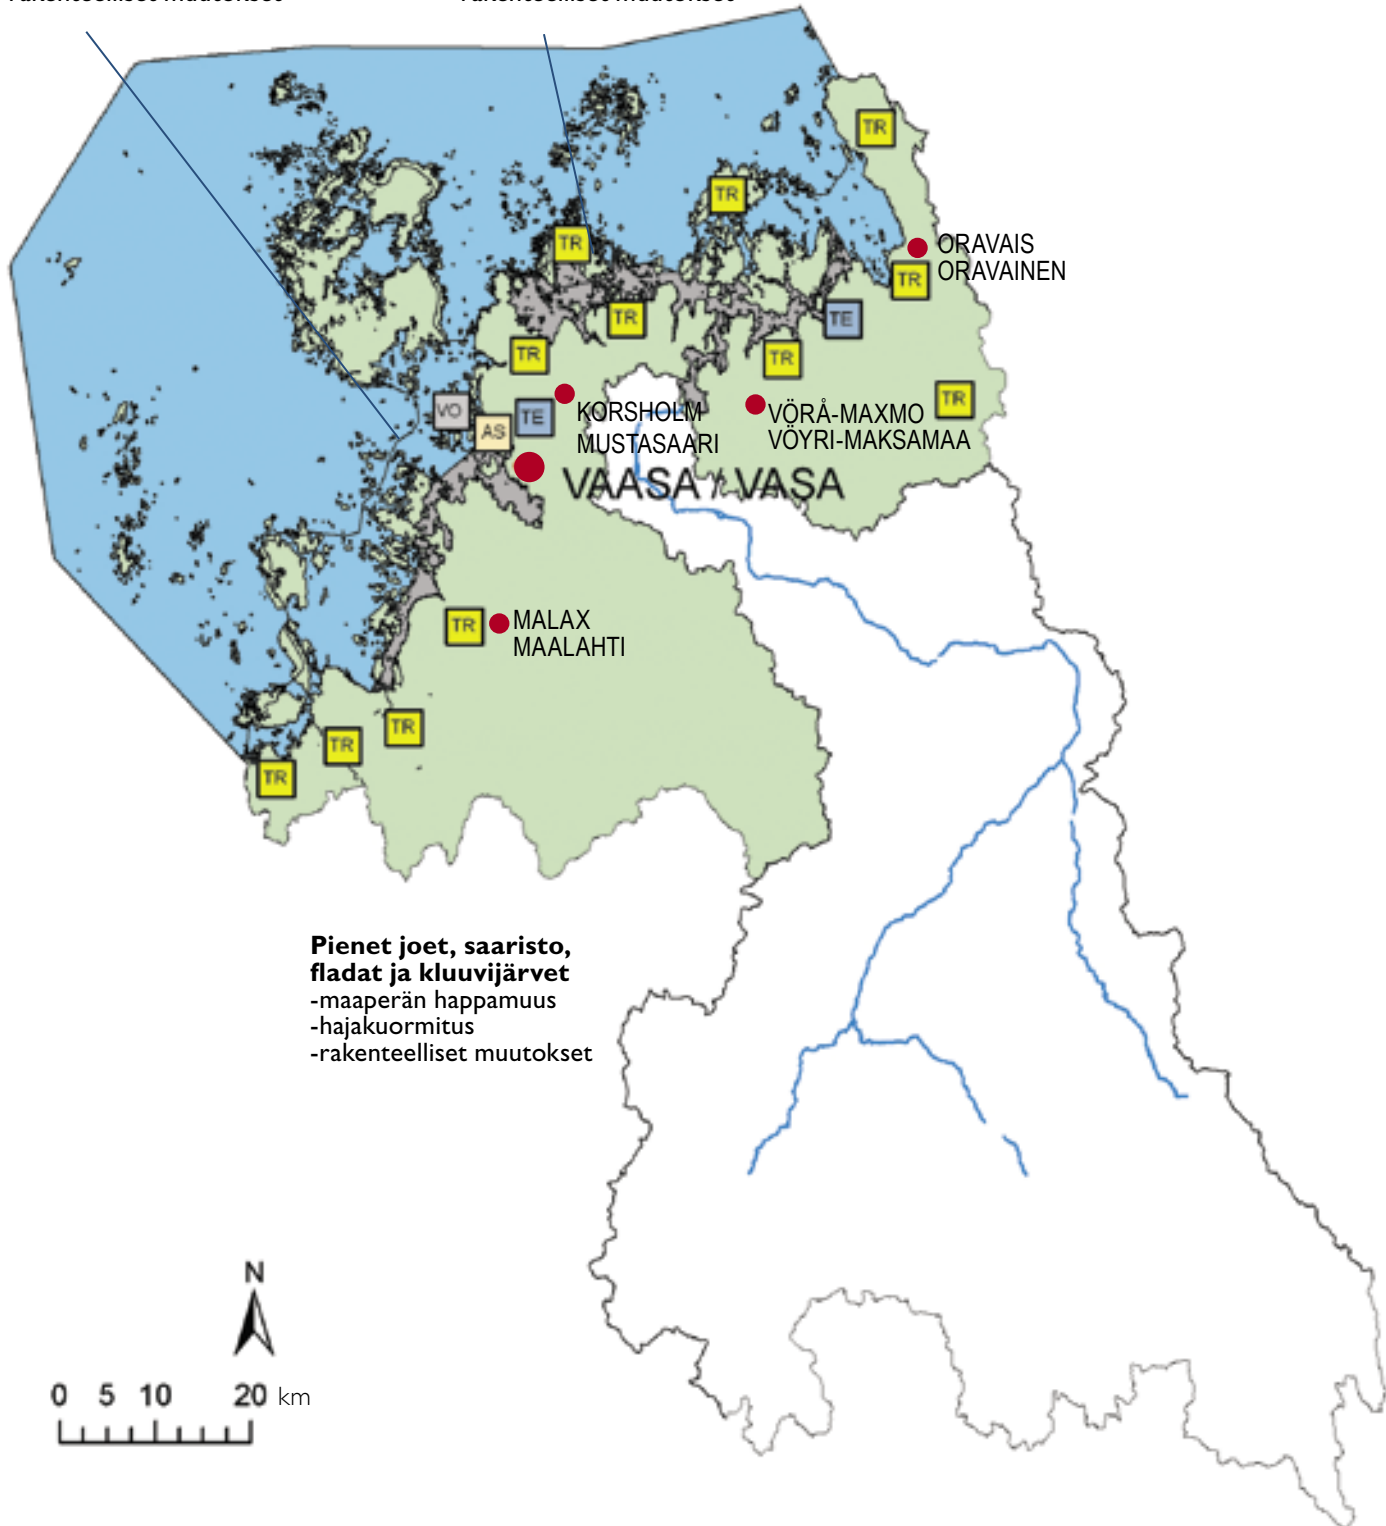 TR
TR
ORAVAIS
ORAVAINEN
TR
TR
TR
TE
TR
TR
TR
VO
TE
AS
KORSHOLM
MUSTASAARI
VÖRÅ-MAXMO
VÖYRI-MAKSAMAA
VAASA / VASA
TR
MALAX
MAALAHTI
TR
TR
TR
Pienet joet, saaristo,
fladat ja kluuvijärvet
-maaperän happamuus
-hajakuormitus
-rakenteelliset muutokset
N
0 5 10 20 km